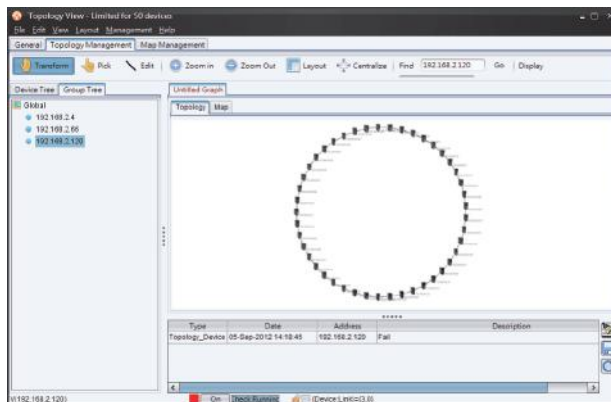 Topology View - Limited for 50 devices
File Edit View Layout Management Help
General Topology Management Map Management
Transform Pick Edit Zoom in Zoom Out Layout Centralize Find 192.168.2.120 Go Display
Device Tree Group Tree Untitled Graph
Global
Topology Map
192.168.2.4
192.168.2.66
192.168.2.120
Type Date Address Description
Topology_Device 05-Sep-2012 14:18:45 192.168.2.120 Fail
V(192.168.2.120) On Check Running (Device:Limit)=(3,0)